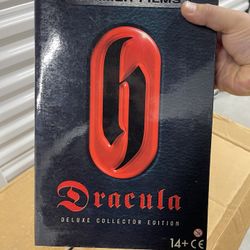 Dracula
DELUXE COLLECTOR EDITION
14+ CE